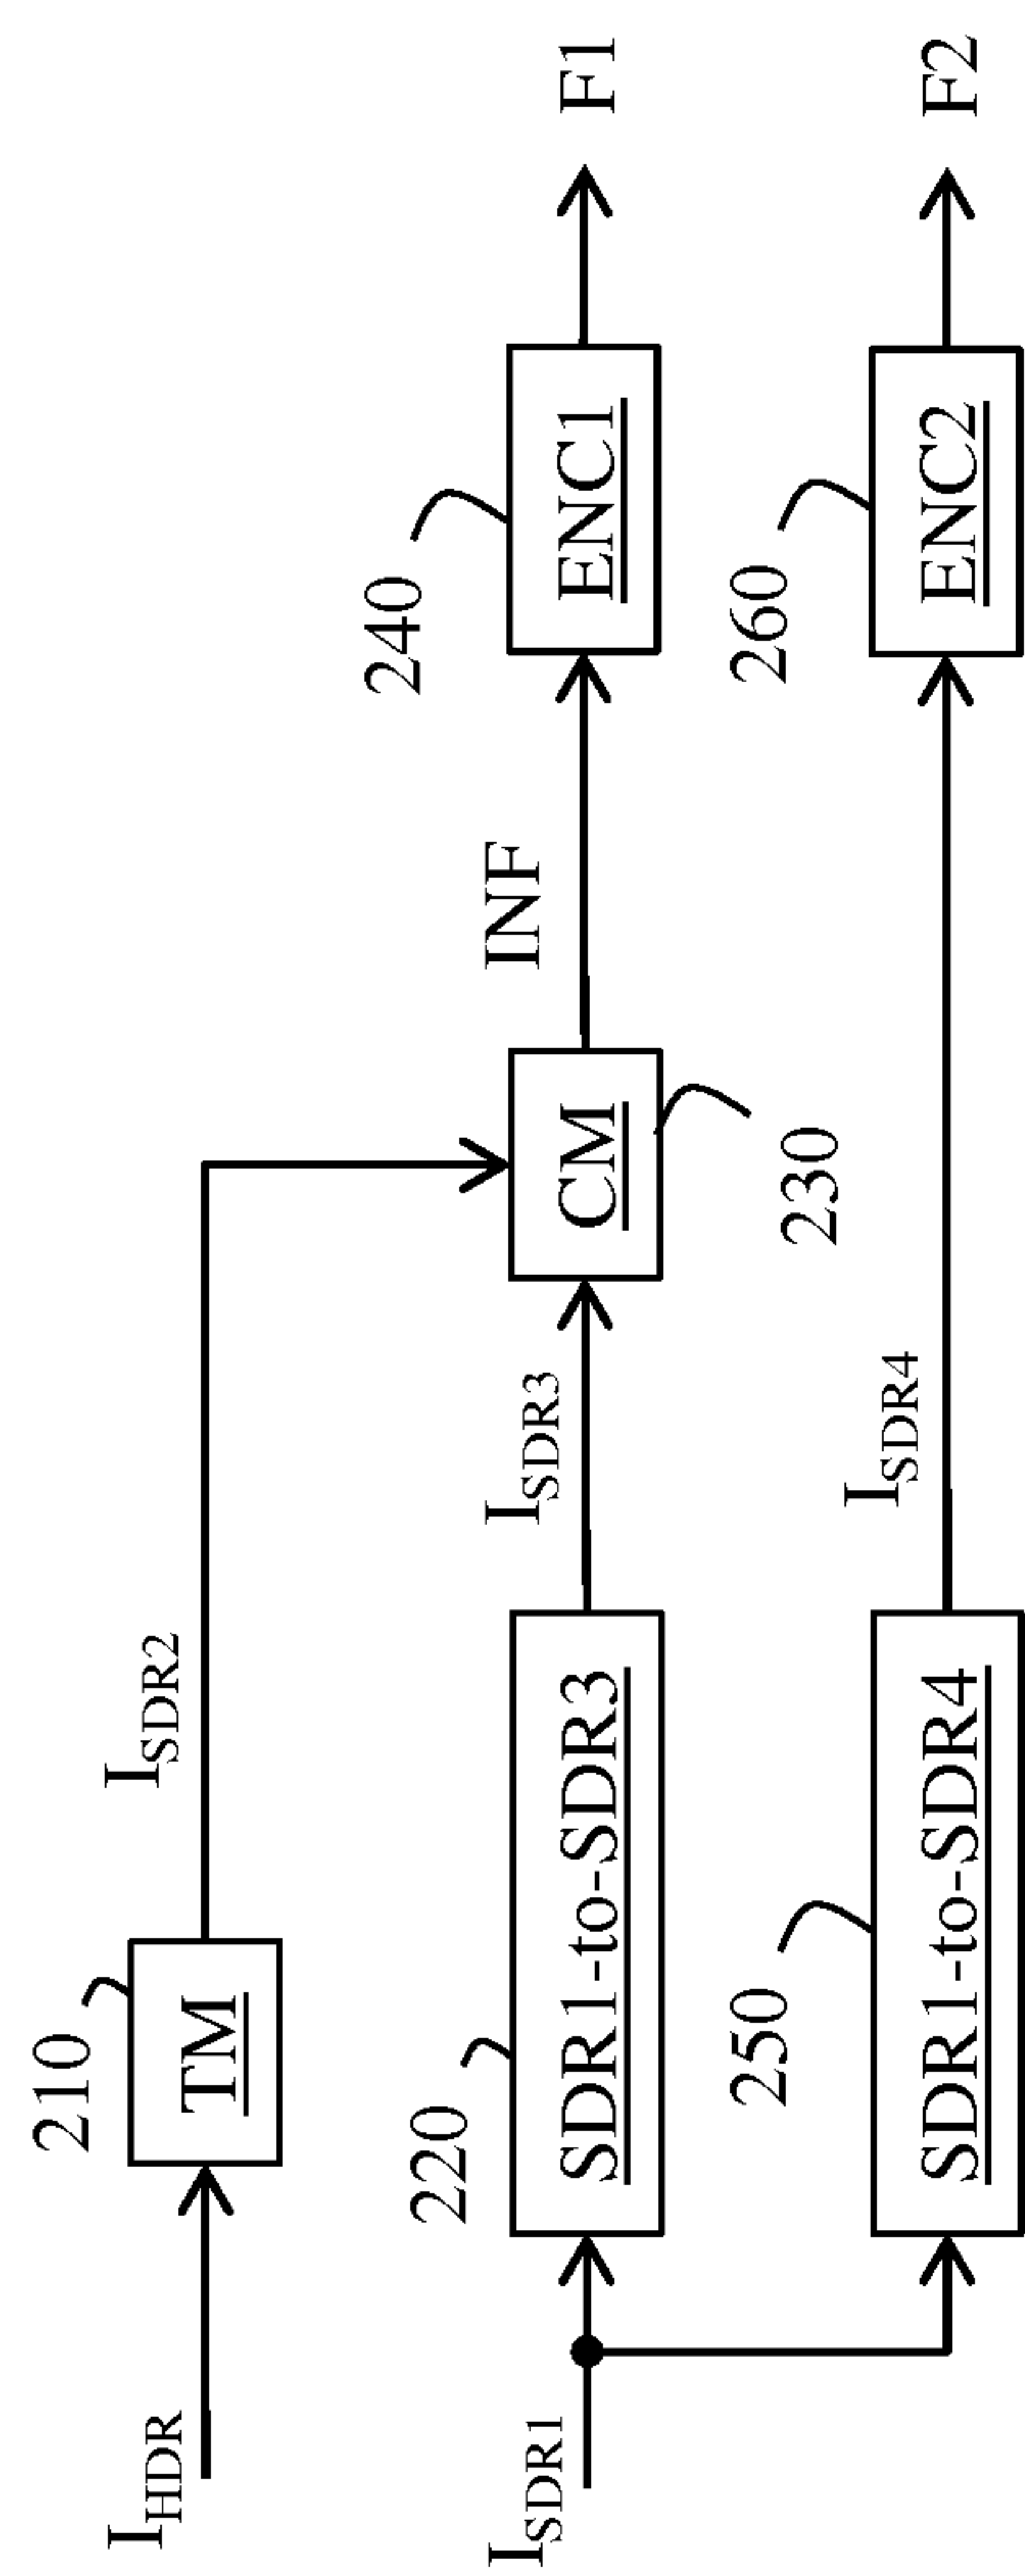 210
I_HDR
TM
I_SDR2
220
240
I_SDR1
SDR1-to-SDR3
I_SDR3
CM
INF
ENC1
F1
230
250
260
SDR1-to-SDR4
I_SDR4
ENC2
F2